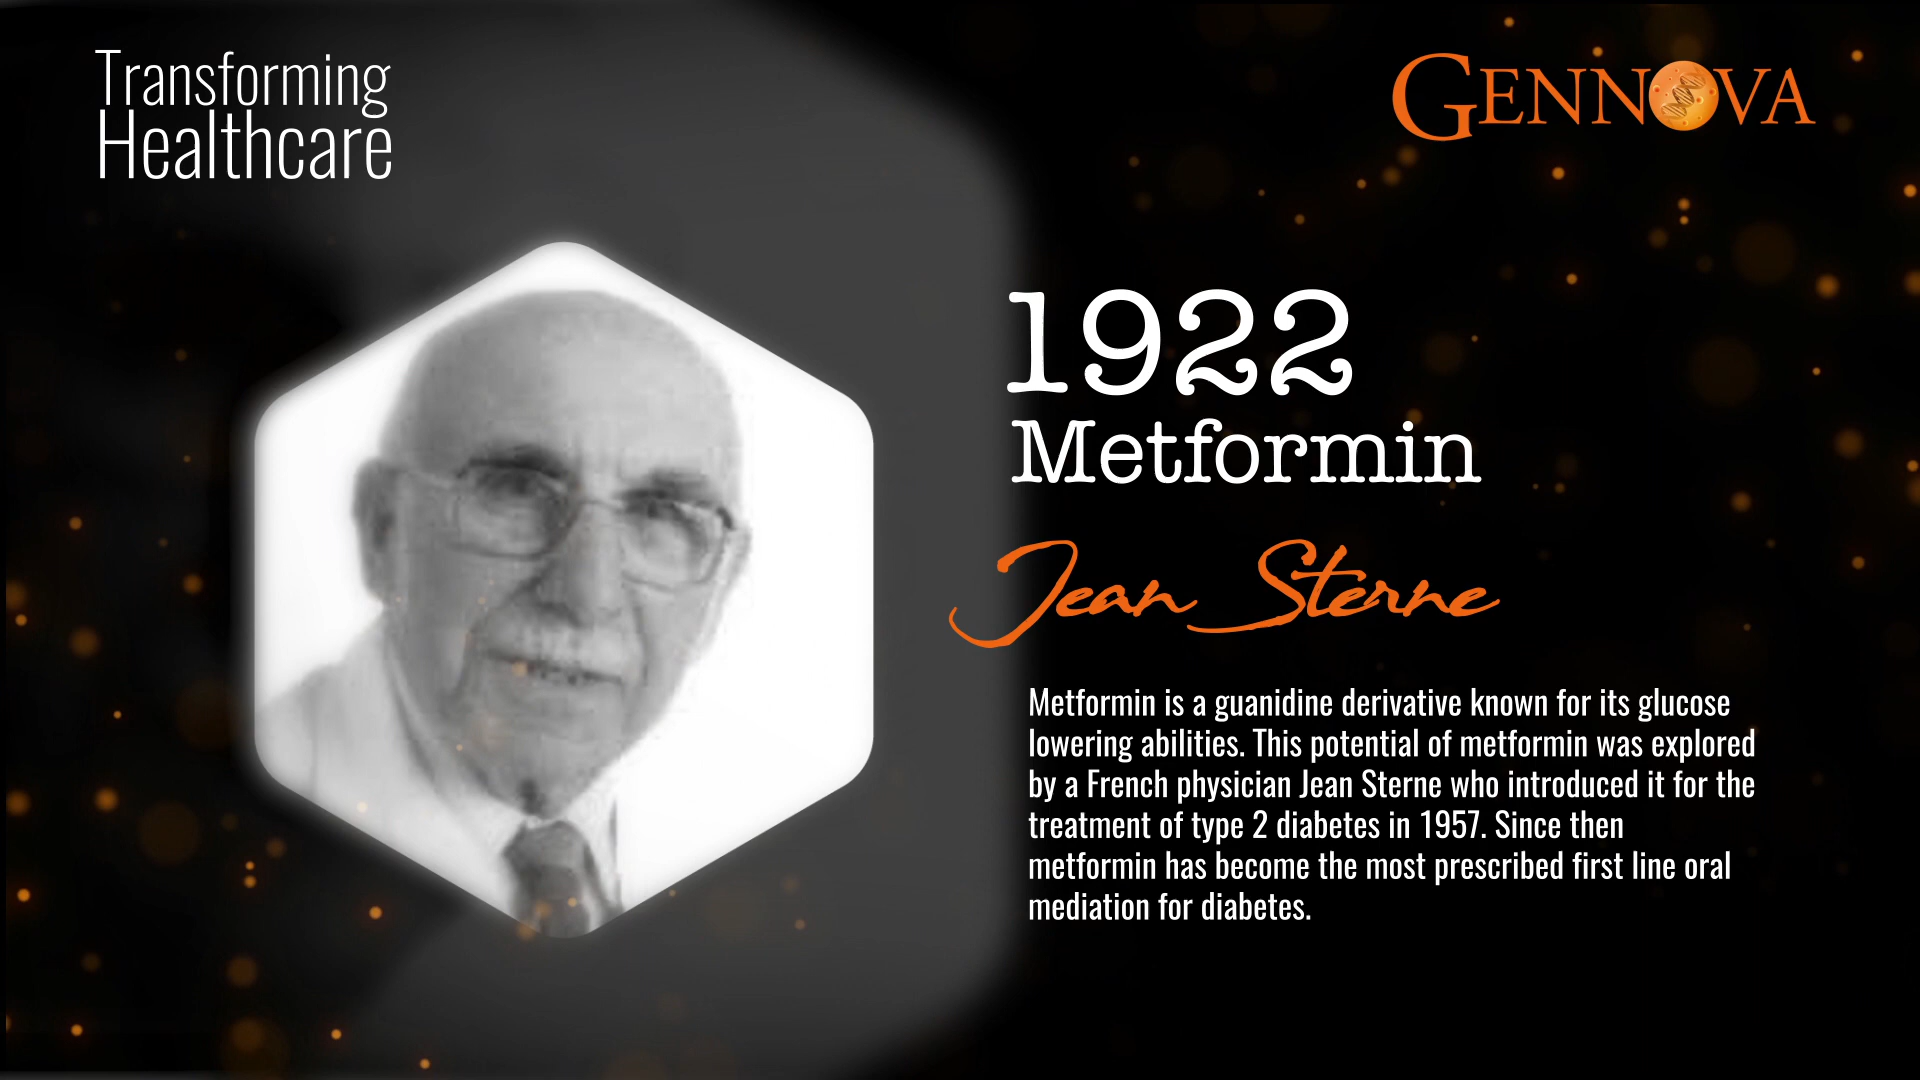 Transforming
Healthcare
GENNOVA
1922
Metformin
Jean Sterne
Metformin is a guanidine derivative known for its glucose
lowering abilities. This potential of metformin was explored
by a French physician Jean Sterne who introduced it for the
treatment of type 2 diabetes in 1957. Since then
metformin has become the most prescribed first line oral
mediation for diabetes.